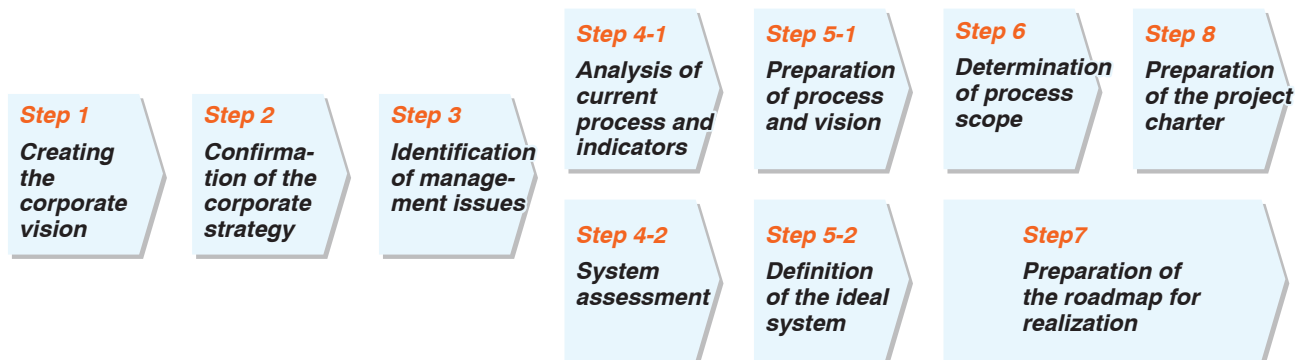 Step 1
Creating
the
corporate
vision
Step 2
Confirma-
tion of the
corporate
strategy
Step 3
Identification
of manage-
ment issues
Step 4-1
Analysis of
current
process and
indicators
Step 4-2
System
assessment
Step 5-1
Preparation
of process
and vision
Step 5-2
Definition
of the ideal
system
Step 6
Determination
of process
scope
Step7
Preparation of
the roadmap for
realization
Step 8
Preparation
of the project
charter